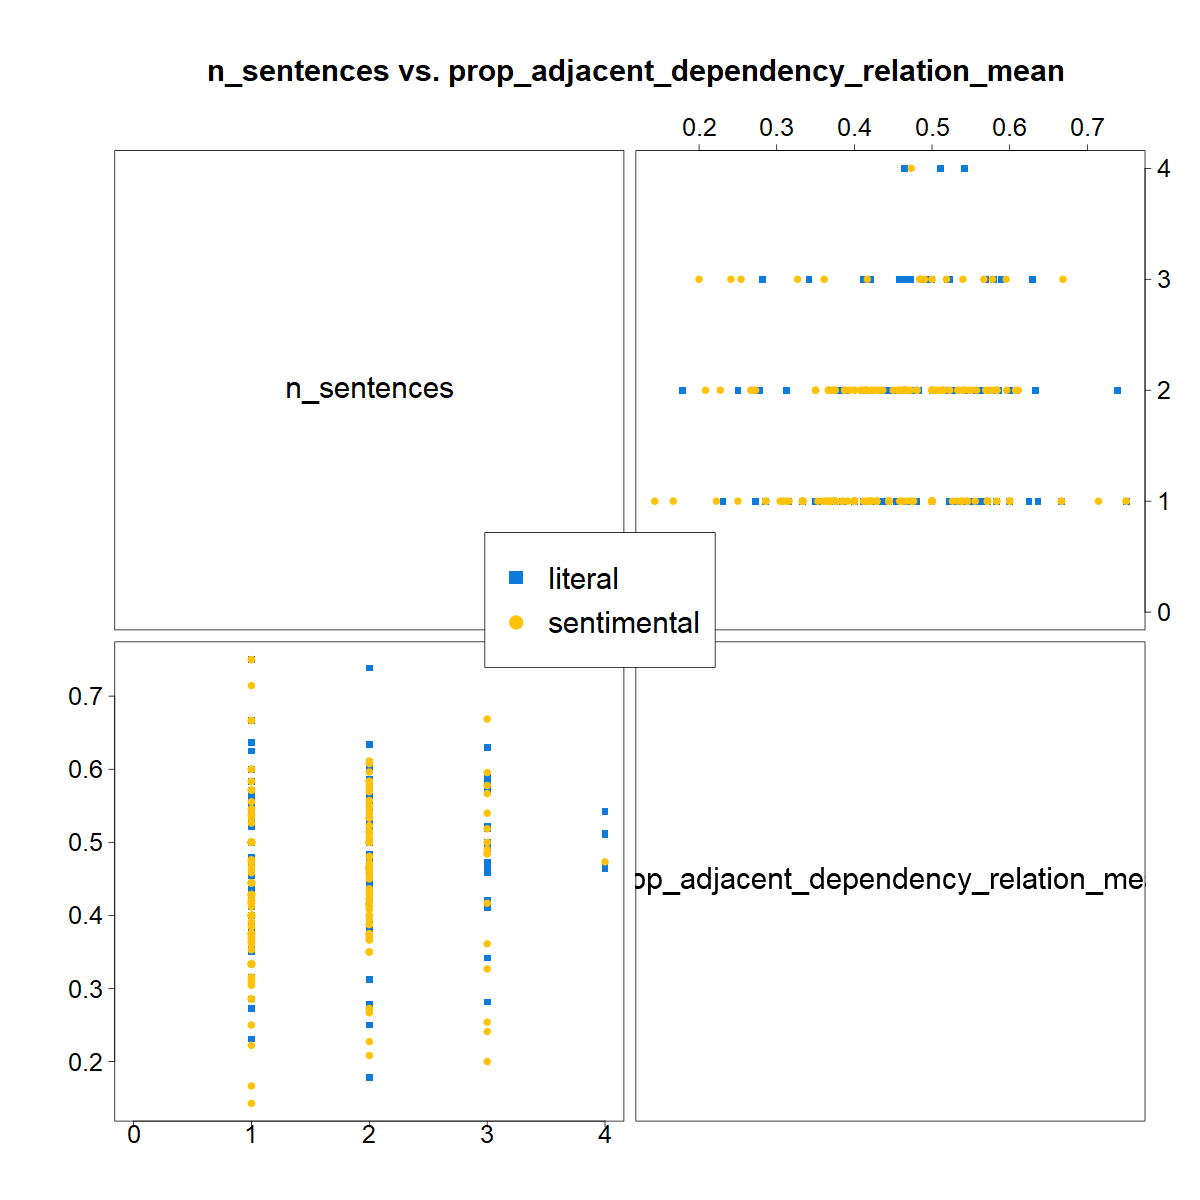 n_sentences vs. prop_adjacent_dependency_relation_mean
0.2 0.3 0.4 0.5 0.6 0.7
4
3
n_sentences
2
1
literal
0
sentimental
0.7
0.6
0.5
op_adjacent_dependency_relation_me
0.4
0.3
0.2
0 1 2 3 4